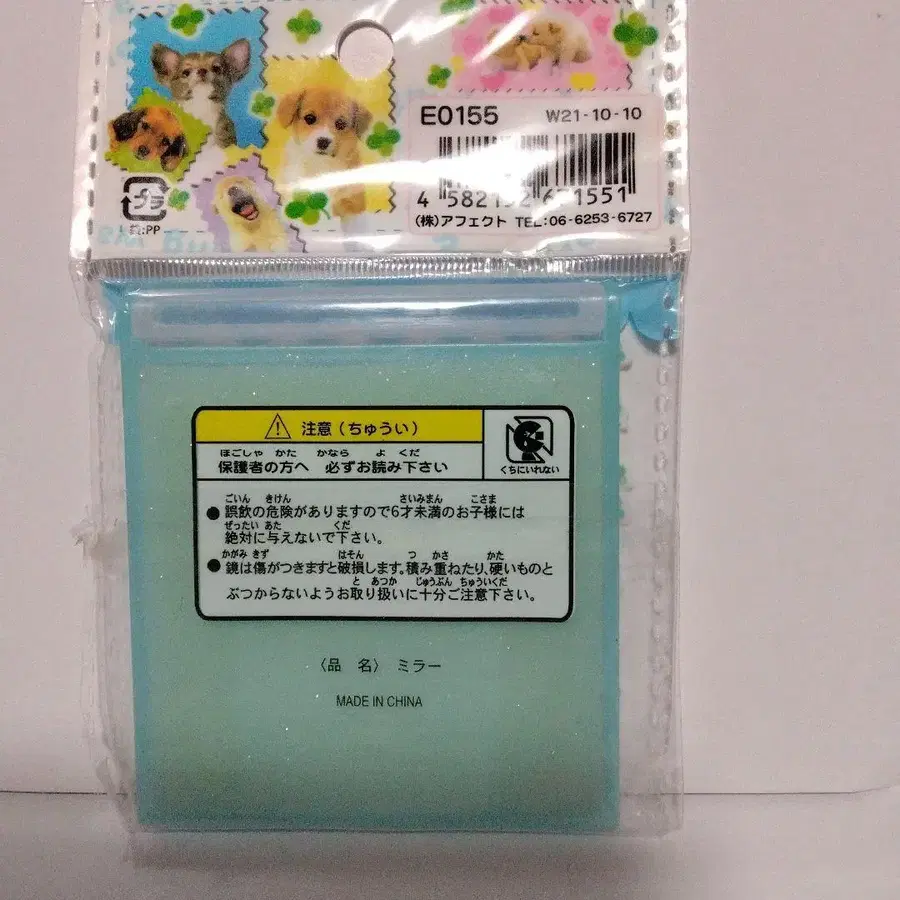 E0155 W21-10-10
プラ
袋:PP
(株)アフェクト TEL:06-6253-6727
⚠ 注意(ちゅうい)
ほごしゃ かた かなら よ くだ
保護者の方へ 必ずお読み下さい
くちにいれない
ごいん きけん さいみまん こさま
●誤飲の危険がありますので6才未満のお子様には
ぜったい あた くだ
絶対に与えないで下さい。
かがみ きず はそん つ かさ かた
●鏡は傷がつきますと破損します。積み重ねたり、硬いものと
と あつか じゅうぶん ちゅういくだ
ぶつからないようお取り扱いに十分ご注意下さい。
〈品 名〉 ミラー
MADE IN CHINA